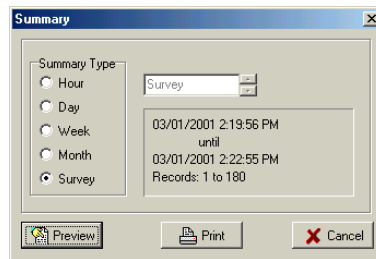 Summary
Summary Type
Hour
Day
Week
Month
Survey
Survey
03/01/2001 2:19:56 PM
until
03/01/2001 2:22:55 PM
Records: 1 to 180
Preview
Print
Cancel